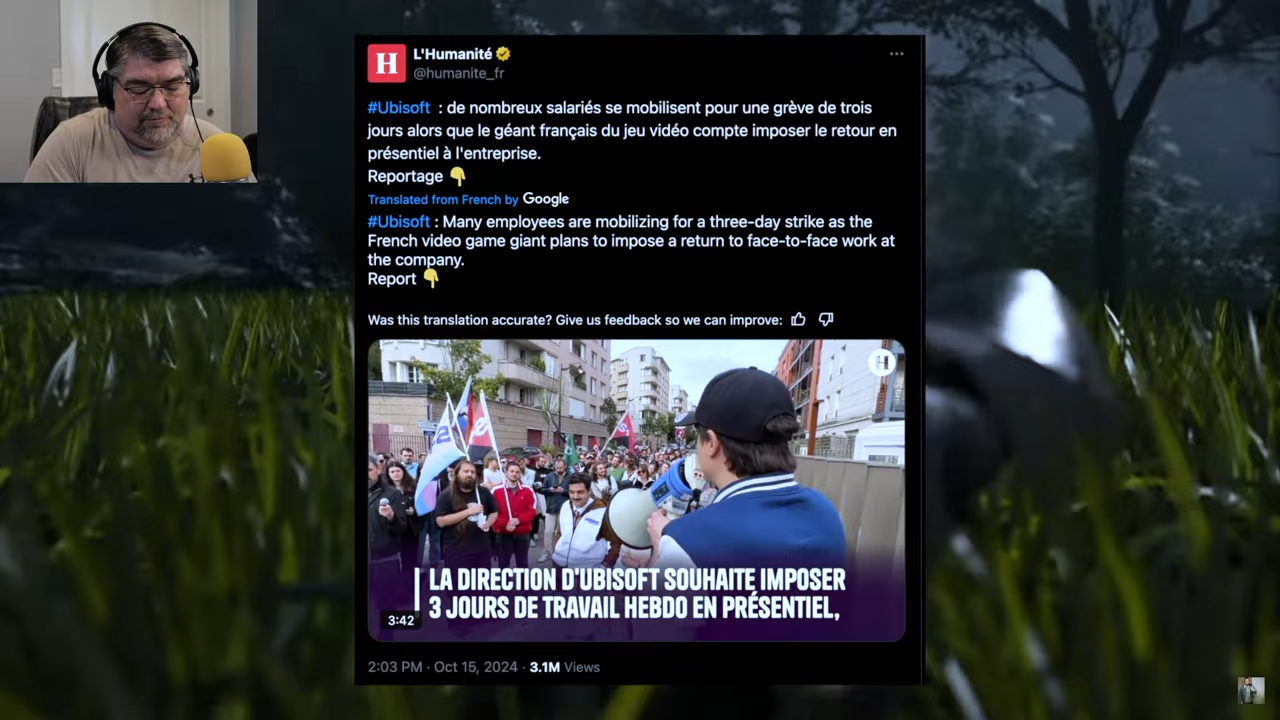 L'Humanité
@humanite_fr
#Ubisoft : de nombreux salariés se mobilisent pour une grève de trois
jours alors que le géant français du jeu vidéo compte imposer le retour en
présentiel à l'entreprise.
Reportage 👇
Translated from French by Google
#Ubisoft : Many employees are mobilizing for a three-day strike as the
French video game giant plans to impose a return to face-to-face work at
the company.
Report 👇
Was this translation accurate? Give us feedback so we can improve:
LA DIRECTION D'UBISOFT SOUHAITE IMPOSER
3 JOURS DE TRAVAIL HEBDO EN PRÉSENTIEL,
3:42
2:03 PM · Oct 15, 2024 · 3.1M Views